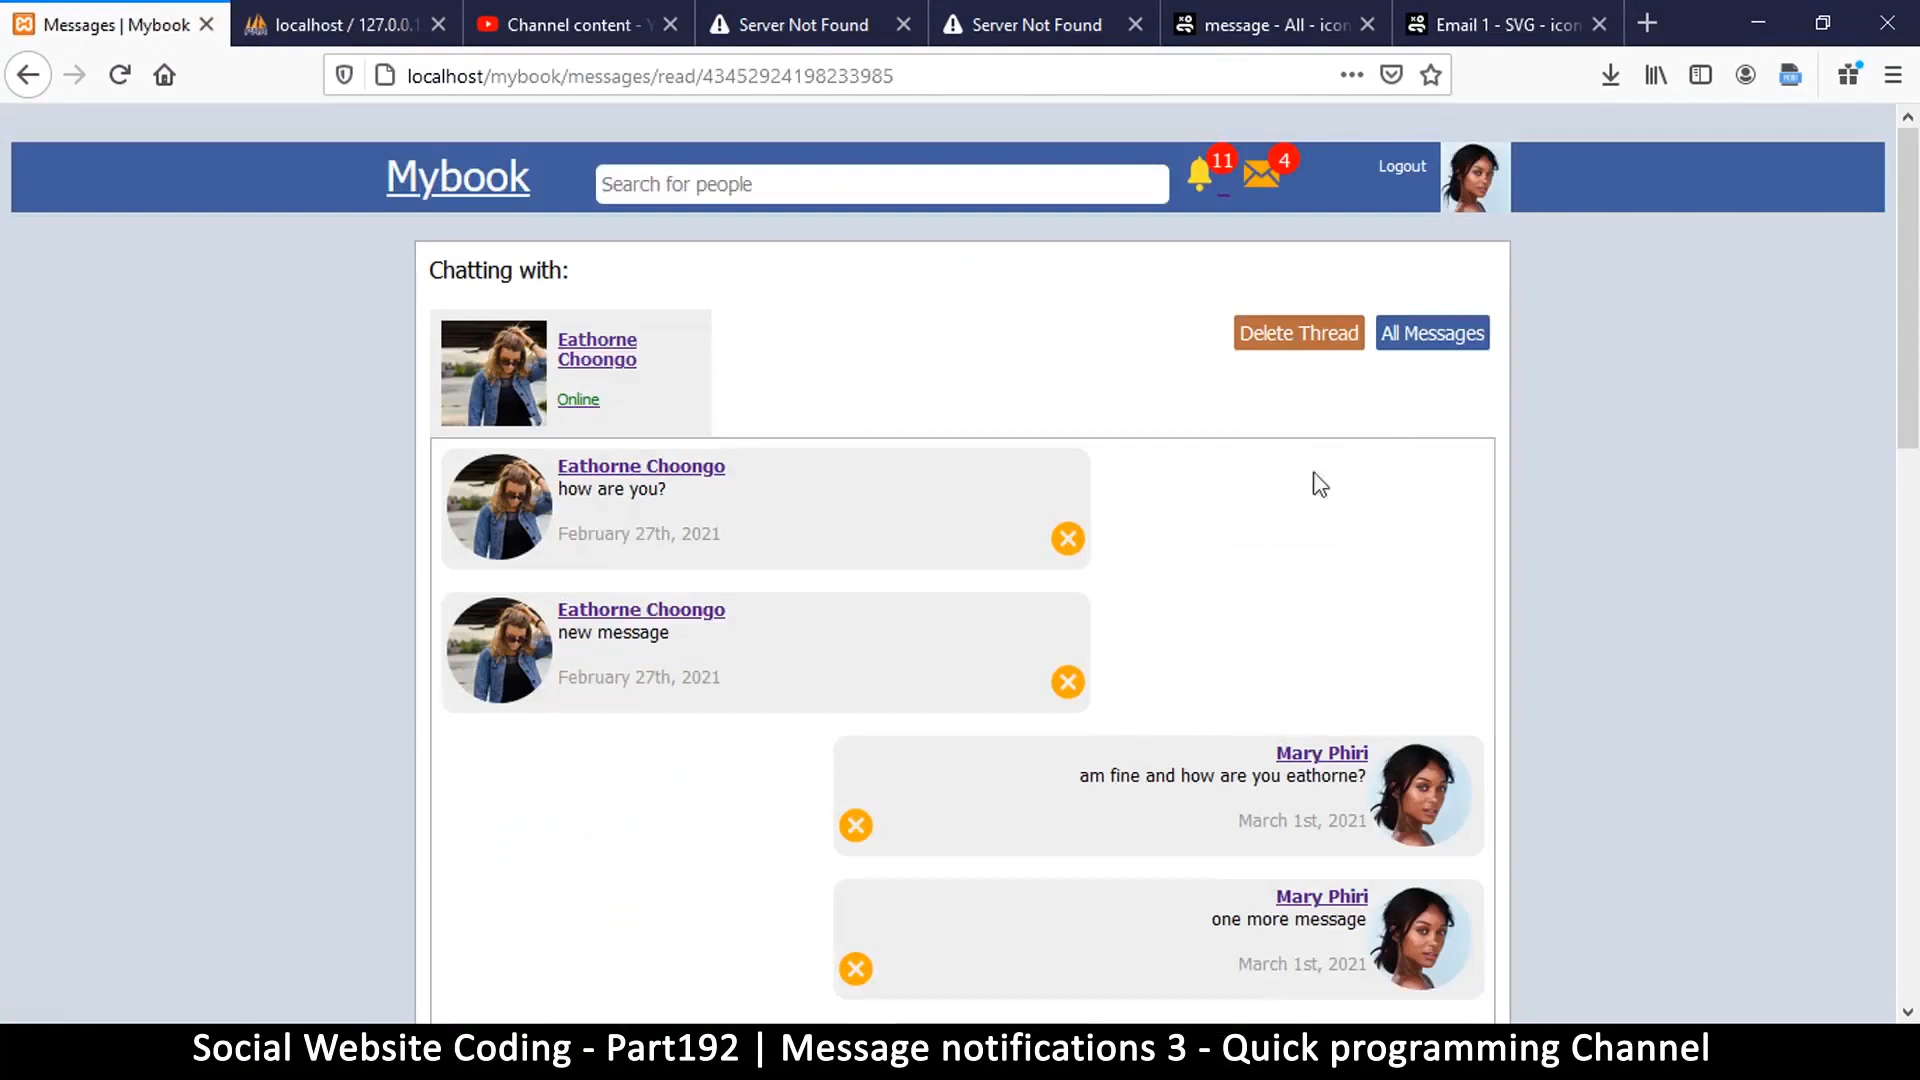 Messages | Mybook
localhost / 127.0.0.1
Channel content -
Server Not Found
Server Not Found
message - All - icon
Email 1 - SVG - icon
localhost/mybook/messages/read/43452924198233985
Mybook
Search for people
11
4
Logout
Chatting with:
Eathorne
Choongo
Online
Delete Thread
All Messages
Eathorne Choongo
how are you?
February 27th, 2021
Eathorne Choongo
new message
February 27th, 2021
Mary Phiri
am fine and how are you eathorne?
March 1st, 2021
Mary Phiri
one more message
March 1st, 2021
Social Website Coding - Part192 | Message notifications 3 - Quick programming Channel